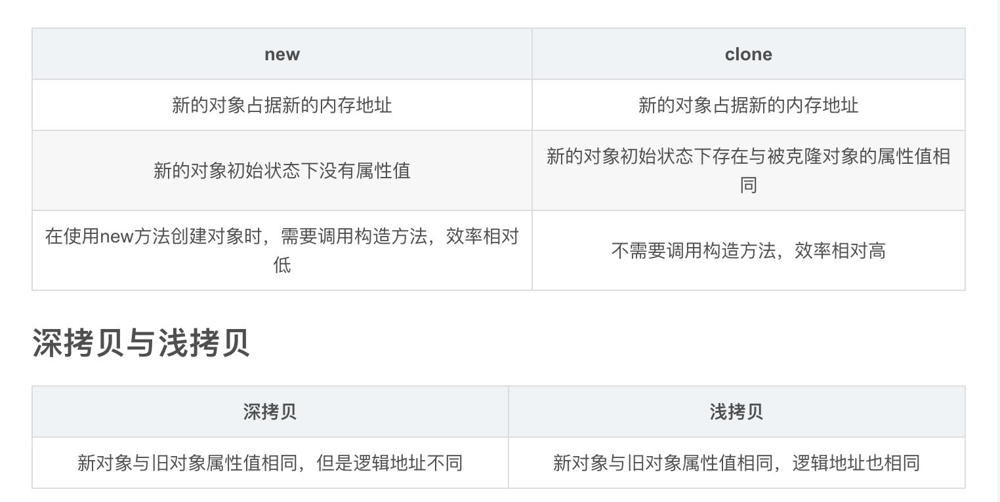 new
clone
新的对象占据新的内存地址
新的对象占据新的内存地址
新的对象初始状态下没有属性值
新的对象初始状态下存在与被克隆对象的属性值相
同
在使用new方法创建对象时，需要调用构造方法，效率相对
低
不需要调用构造方法，效率相对高
深拷贝与浅拷贝
深拷贝
浅拷贝
新对象与旧对象属性值相同，但是逻辑地址不同
新对象与旧对象属性值相同，逻辑地址也相同